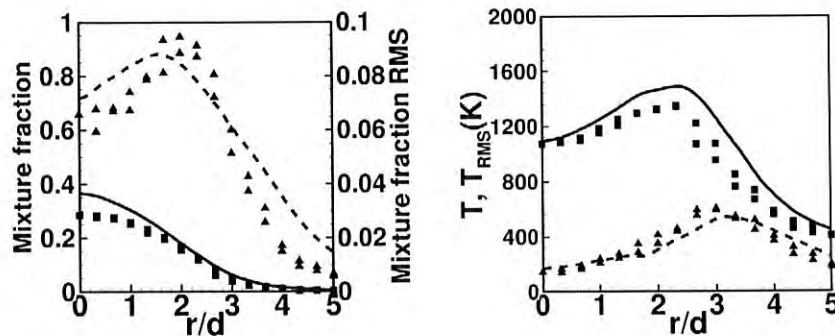 Mixture fraction
1
0.8
0.6
0.4
0.2
0
0 1 2 3 4 5
r/d
0.1
0.08
0.06
0.04
0.02
0
Mixture fraction RMS
T, T_RMS(K)
2000
1600
1200
800
400
0
0 1 2 3 4 5
r/d